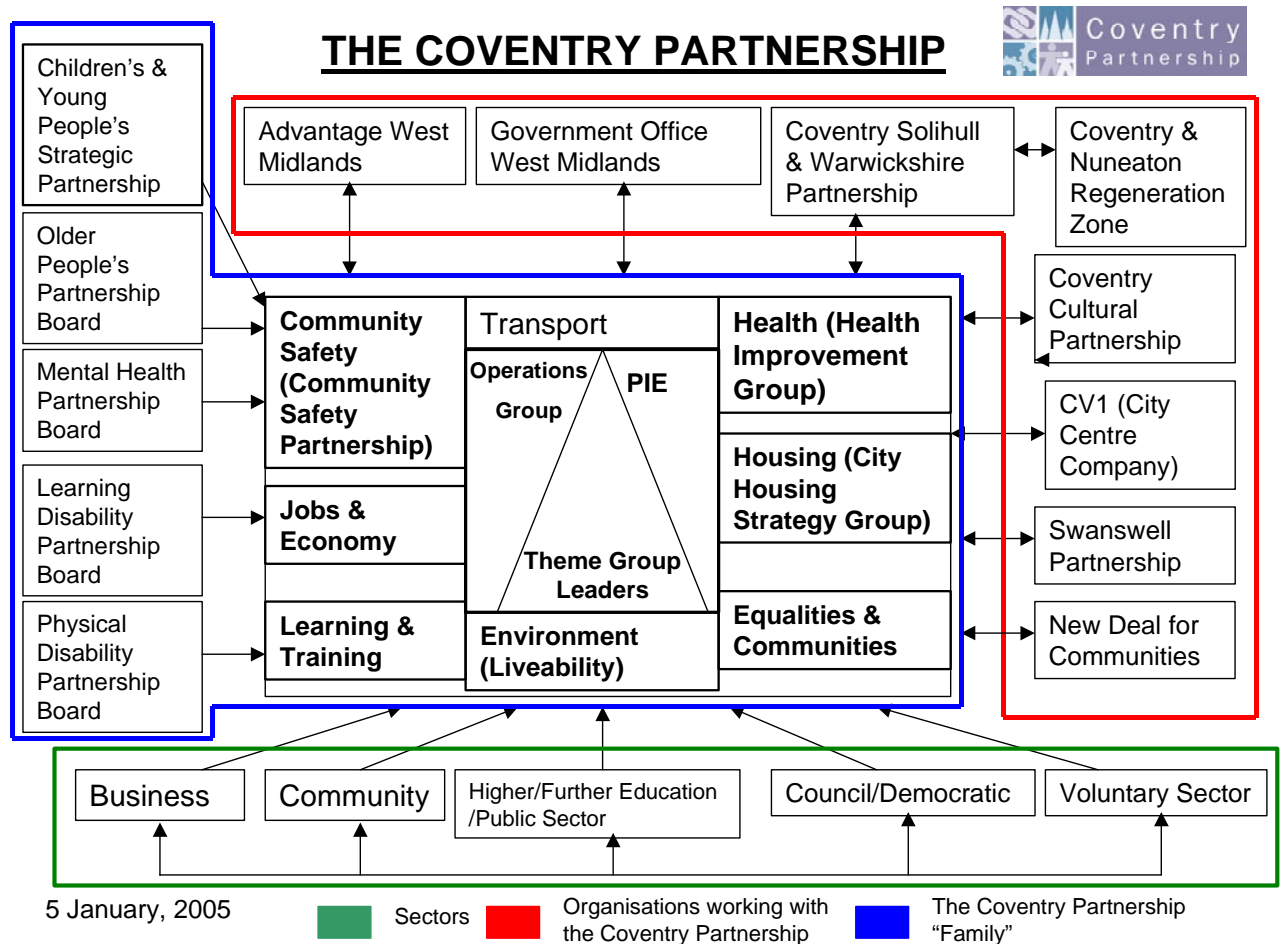 THE COVENTRY PARTNERSHIP
Coventry
Partnership
Children's &
Young
People's
Strategic
Partnership
Older
People's
Partnership
Board
Mental Health
Partnership
Board
Learning
Disability
Partnership
Board
Physical
Disability
Partnership
Board
Advantage West
Midlands
Government Office
West Midlands
Coventry Solihull
& Warwickshire
Partnership
Coventry &
Nuneaton
Regeneration
Zone
Coventry
Cultural
Partnership
CV1 (City
Centre
Company)
Swanswell
Partnership
New Deal for
Communities
Community
Safety
(Community
Safety
Partnership)
Jobs &
Economy
Learning &
Training
Transport
Operations
Group
PIE
Theme Group
Leaders
Environment
(Liveability)
Health (Health
Improvement
Group)
Housing (City
Housing
Strategy Group)
Equalities &
Communities
Business
Community
Higher/Further Education
/Public Sector
Council/Democratic
Voluntary Sector
5 January, 2005
Sectors
Organisations working with
the Coventry Partnership
The Coventry Partnership
"Family"